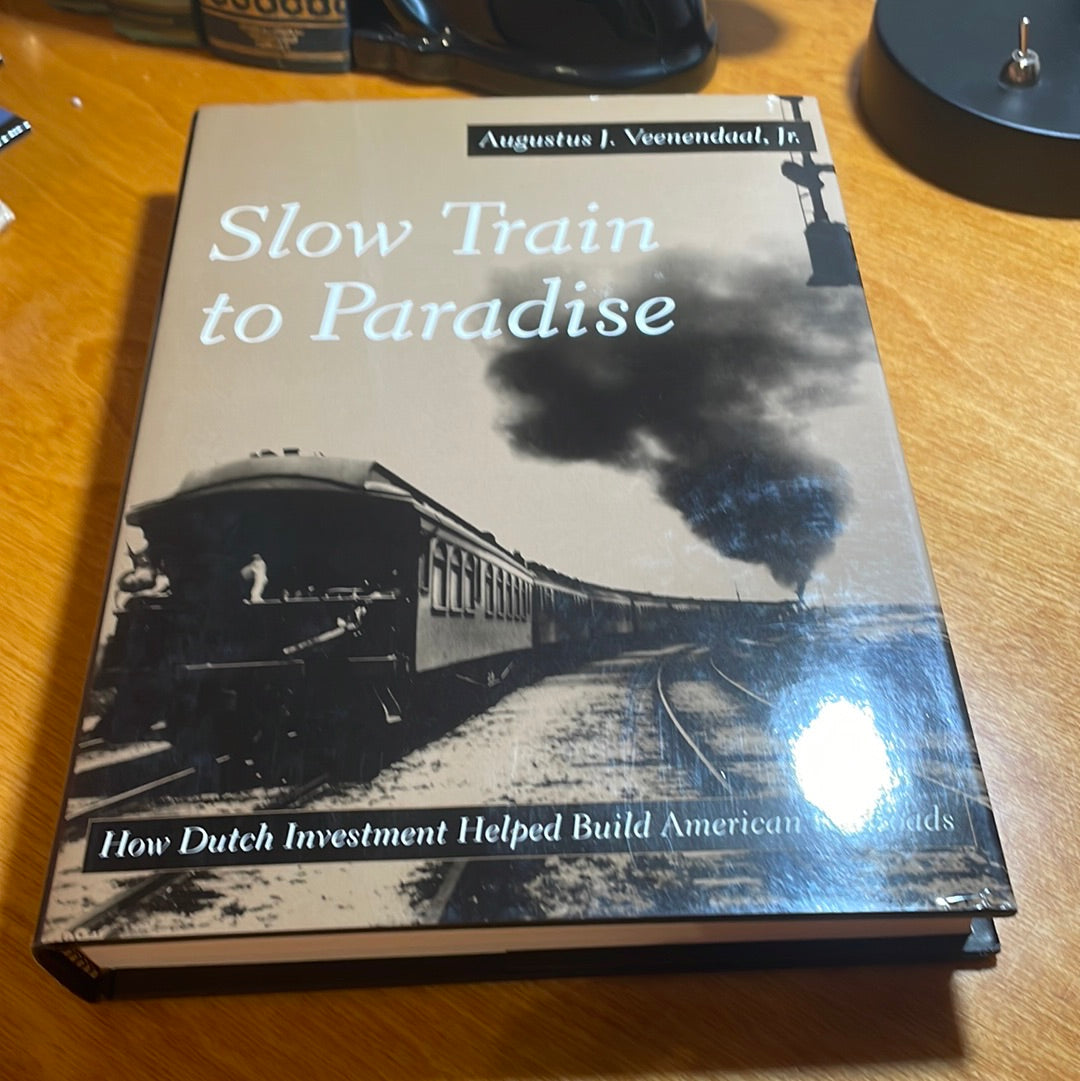 Augustus J. Veenendaal, Jr.
Slow Train
to Paradise
How Dutch Investment Helped Build American